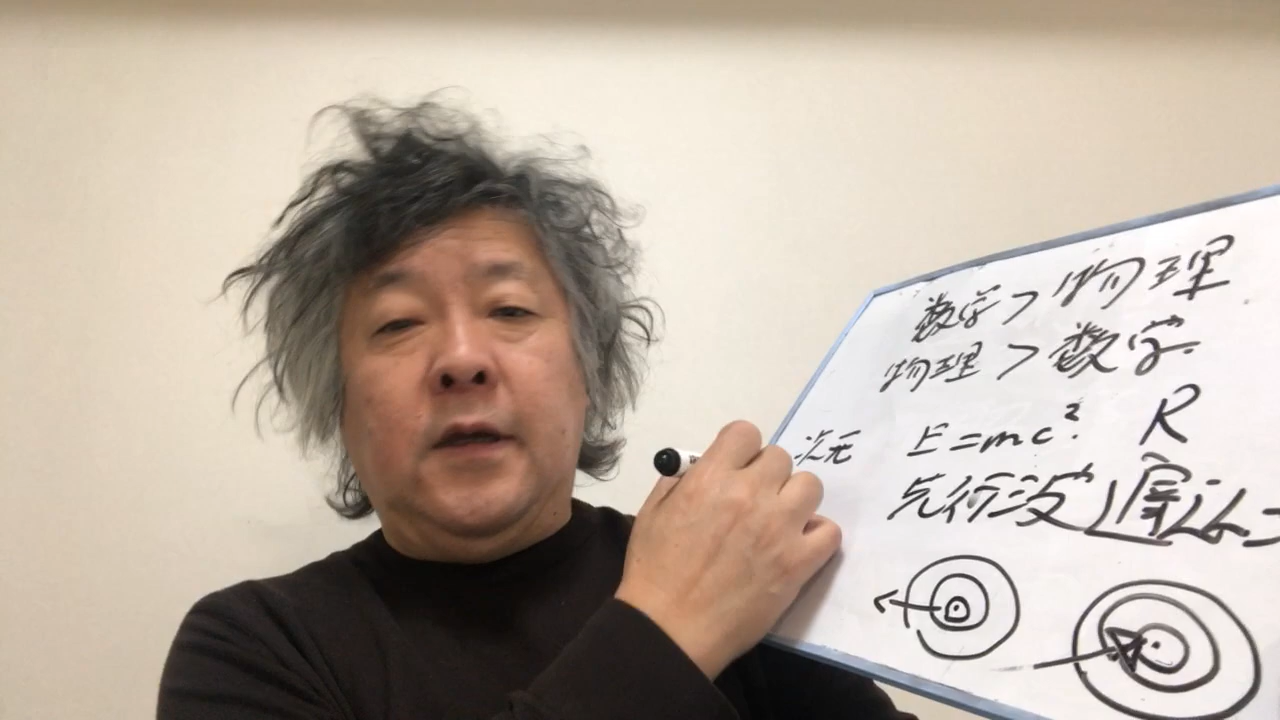 数学 > 物理
物理 > 数学
次元 E=mc² R
先行波 遅延